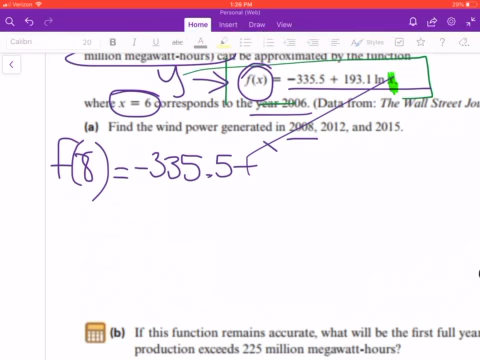 1:26 PM
29%
Personal (Web)
Home Insert Draw View
Calibri 20 B
million megawatt-hours) can be approximated by the function
y → f(x) = −335.5 + 193.1 ln x
where x = 6 corresponds to the year 2006. (Data from: The Wall Street Jou
(a) Find the wind power generated in 2008, 2012, and 2015.
f(8) = -335.5+
(b) If this function remains accurate, what will be the first full year
production exceeds 225 million megawatt-hours?